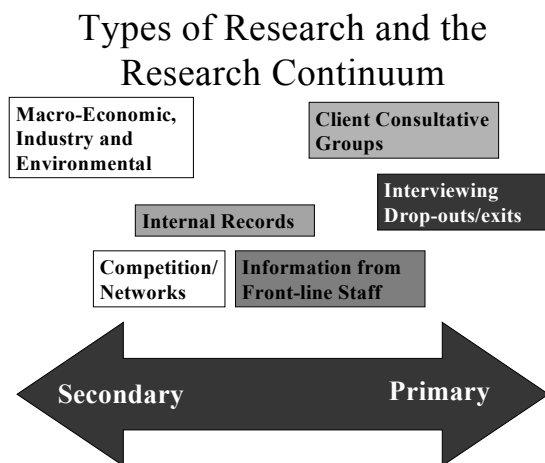 Types of Research and the
Research Continuum
Macro-Economic,
Industry and
Environmental
Client Consultative
Groups
Interviewing
Drop-outs/exits
Internal Records
Competition/
Networks
Information from
Front-line Staff
Secondary
Primary